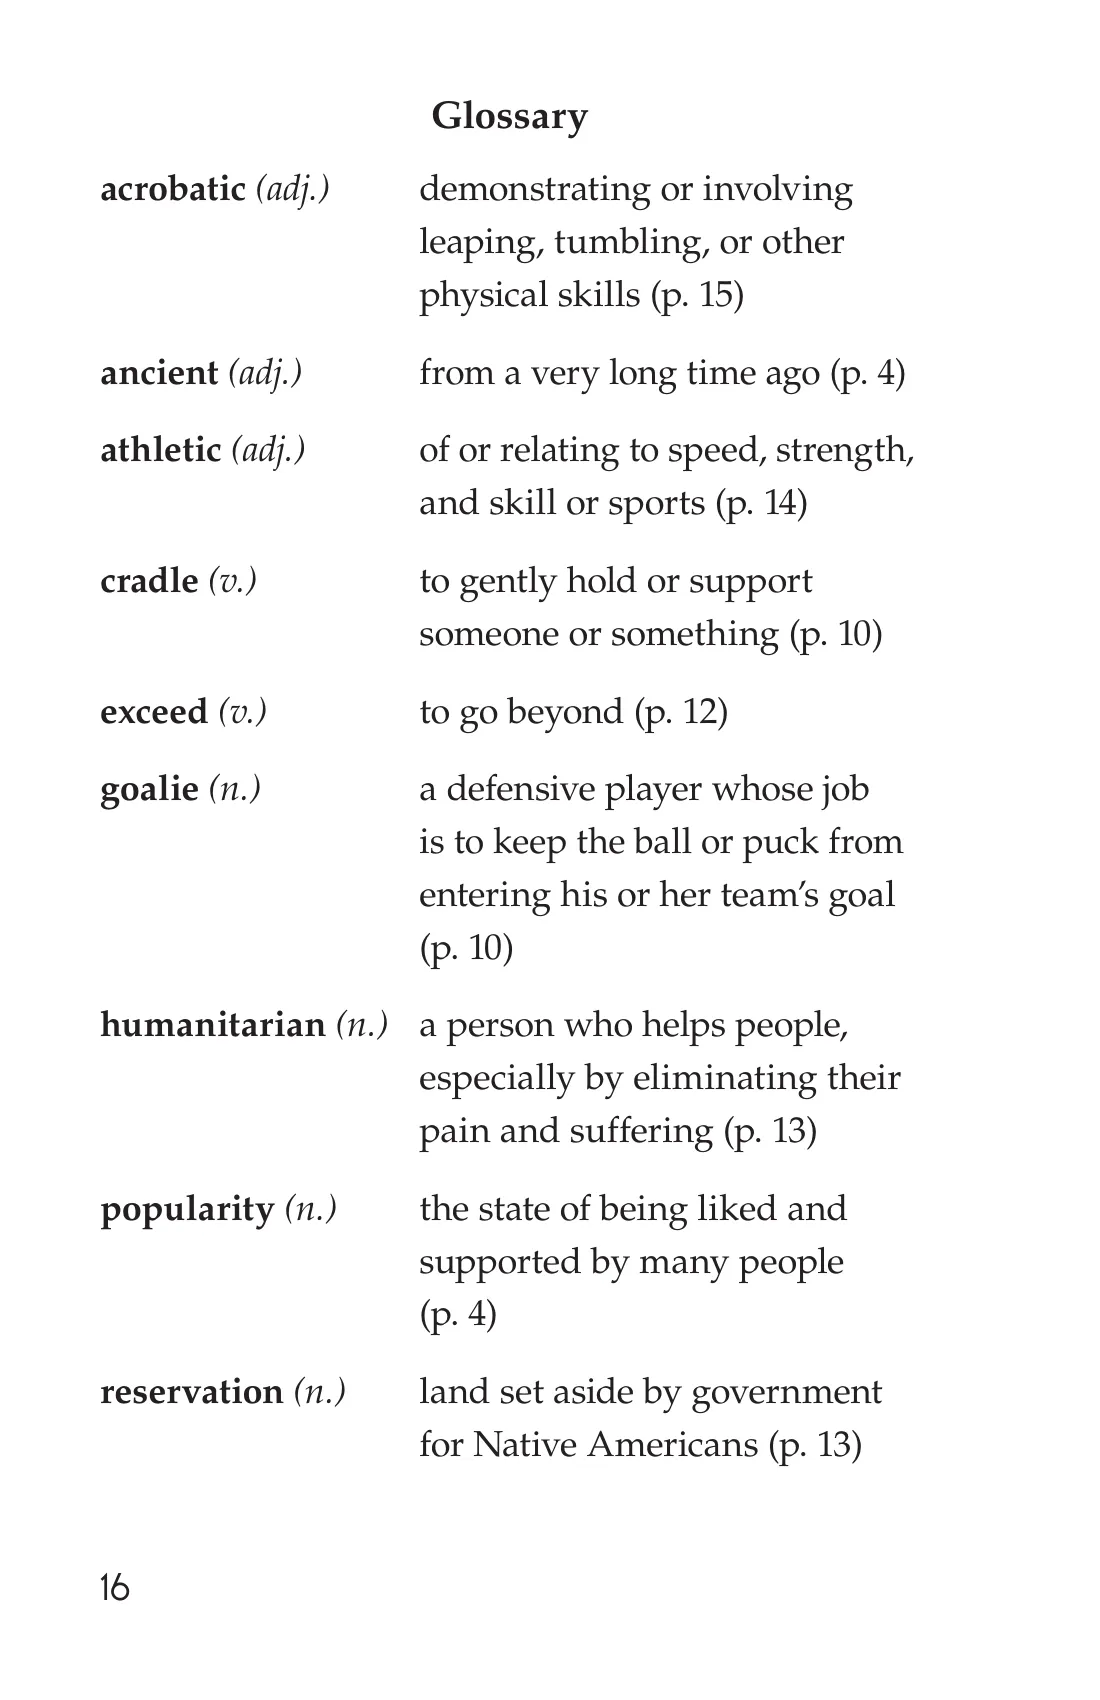 Glossary
acrobatic (adj.) demonstrating or involving
leaping, tumbling, or other
physical skills (p. 15)
ancient (adj.) from a very long time ago (p. 4)
athletic (adj.) of or relating to speed, strength,
and skill or sports (p. 14)
cradle (v.) to gently hold or support
someone or something (p. 10)
exceed (v.) to go beyond (p. 12)
goalie (n.) a defensive player whose job
is to keep the ball or puck from
entering his or her team’s goal
(p. 10)
humanitarian (n.) a person who helps people,
especially by eliminating their
pain and suffering (p. 13)
popularity (n.) the state of being liked and
supported by many people
(p. 4)
reservation (n.) land set aside by government
for Native Americans (p. 13)
16